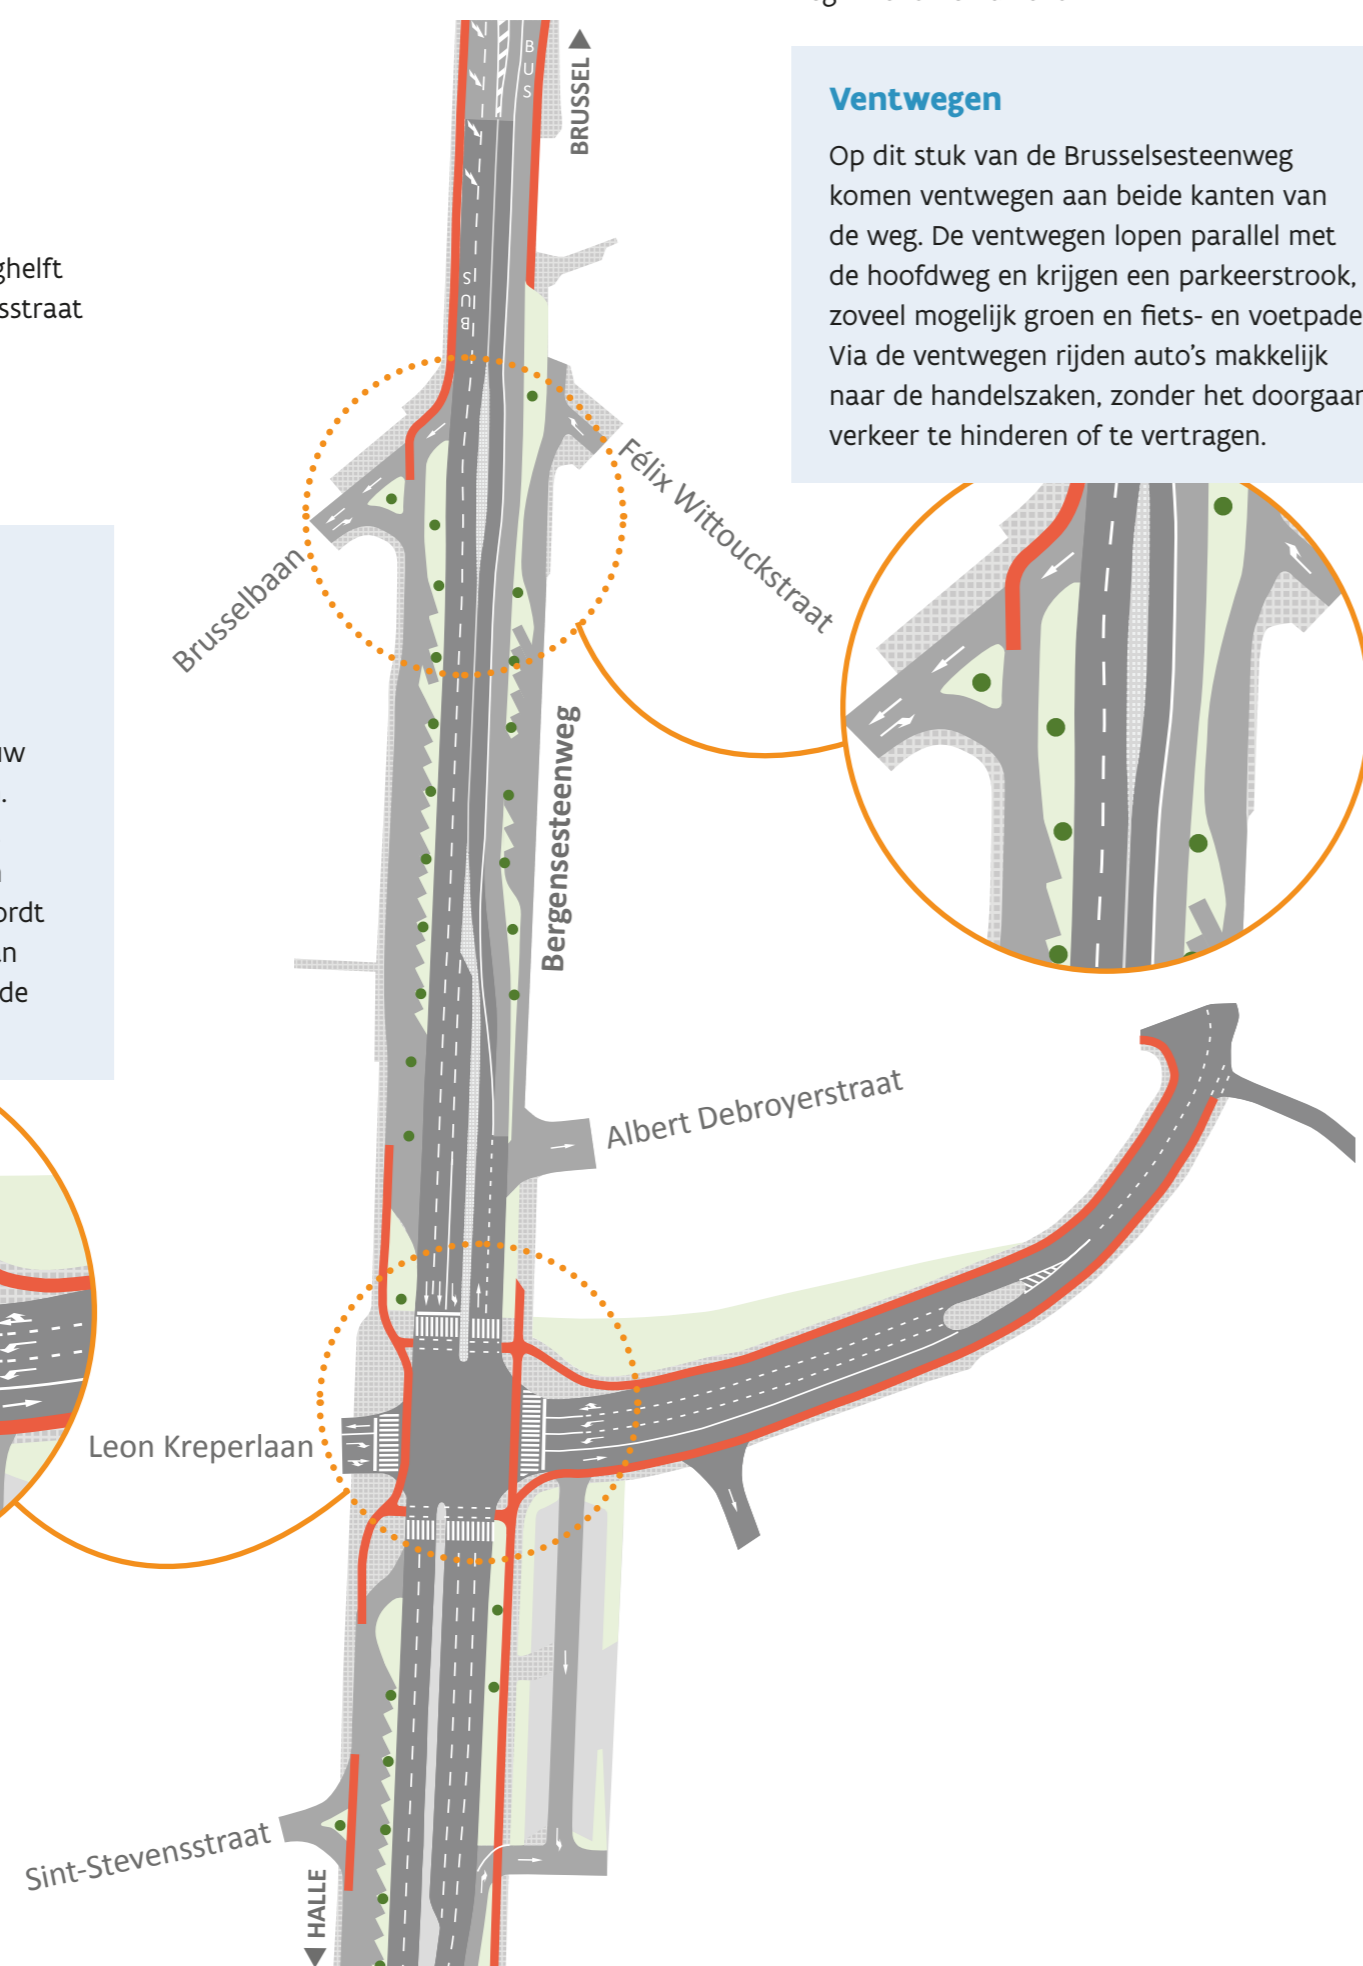 BRUSSEL
BUS
Ventwegen
Op dit stuk van de Brusselsesteenweg
komen ventwegen aan beide kanten van
de weg. De ventwegen lopen parallel met
de hoofdweg en krijgen een parkeerstrook,
zoveel mogelijk groen en fiets- en voetpade
Via de ventwegen rijden auto's makkelijk
naar de handelszaken, zonder het doorgaan
verkeer te hinderen of te vertragen.
ghelft
sstraat
BUS
Félix Wittouckstraat
Brusselbaan
Bergensesteenweg
uw
.
n
ordt
an
de
Albert Debroyerstraat
Leon Kreperlaan
Sint-Stevensstraat
HALLE